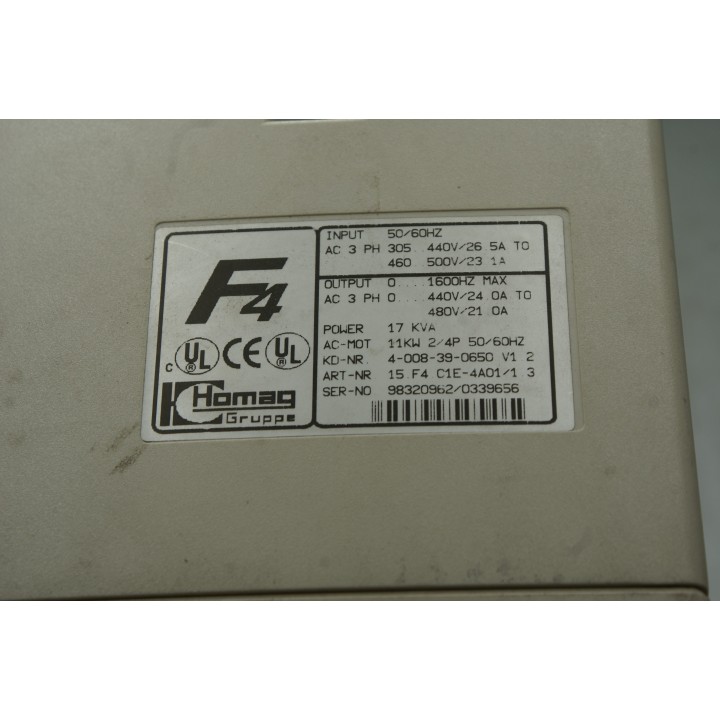 F4
C UL ® CE UL ®
Homag
Gruppe
INPUT 50/60HZ
AC 3 PH 305..440V/26.5A TO
460..500V/23.1A
OUTPUT 0....1600HZ MAX
AC 3 PH 0....440V/24.0A TO
480V/21.0A
POWER 17 KVA
AC-MOT 11KW 2/4P 50/60HZ
KD-NR. 4-008-39-0650 V1.2
ART-NR 15.F4.C1E-4A01/1.3
SER-NO 98320962/0339656